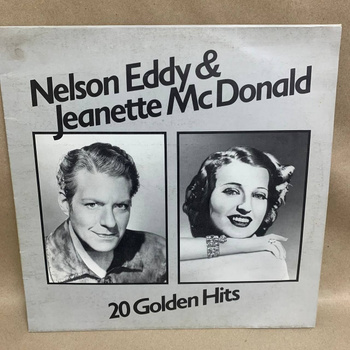 Nelson Eddy &
Jeanette McDonald
20 Golden Hits